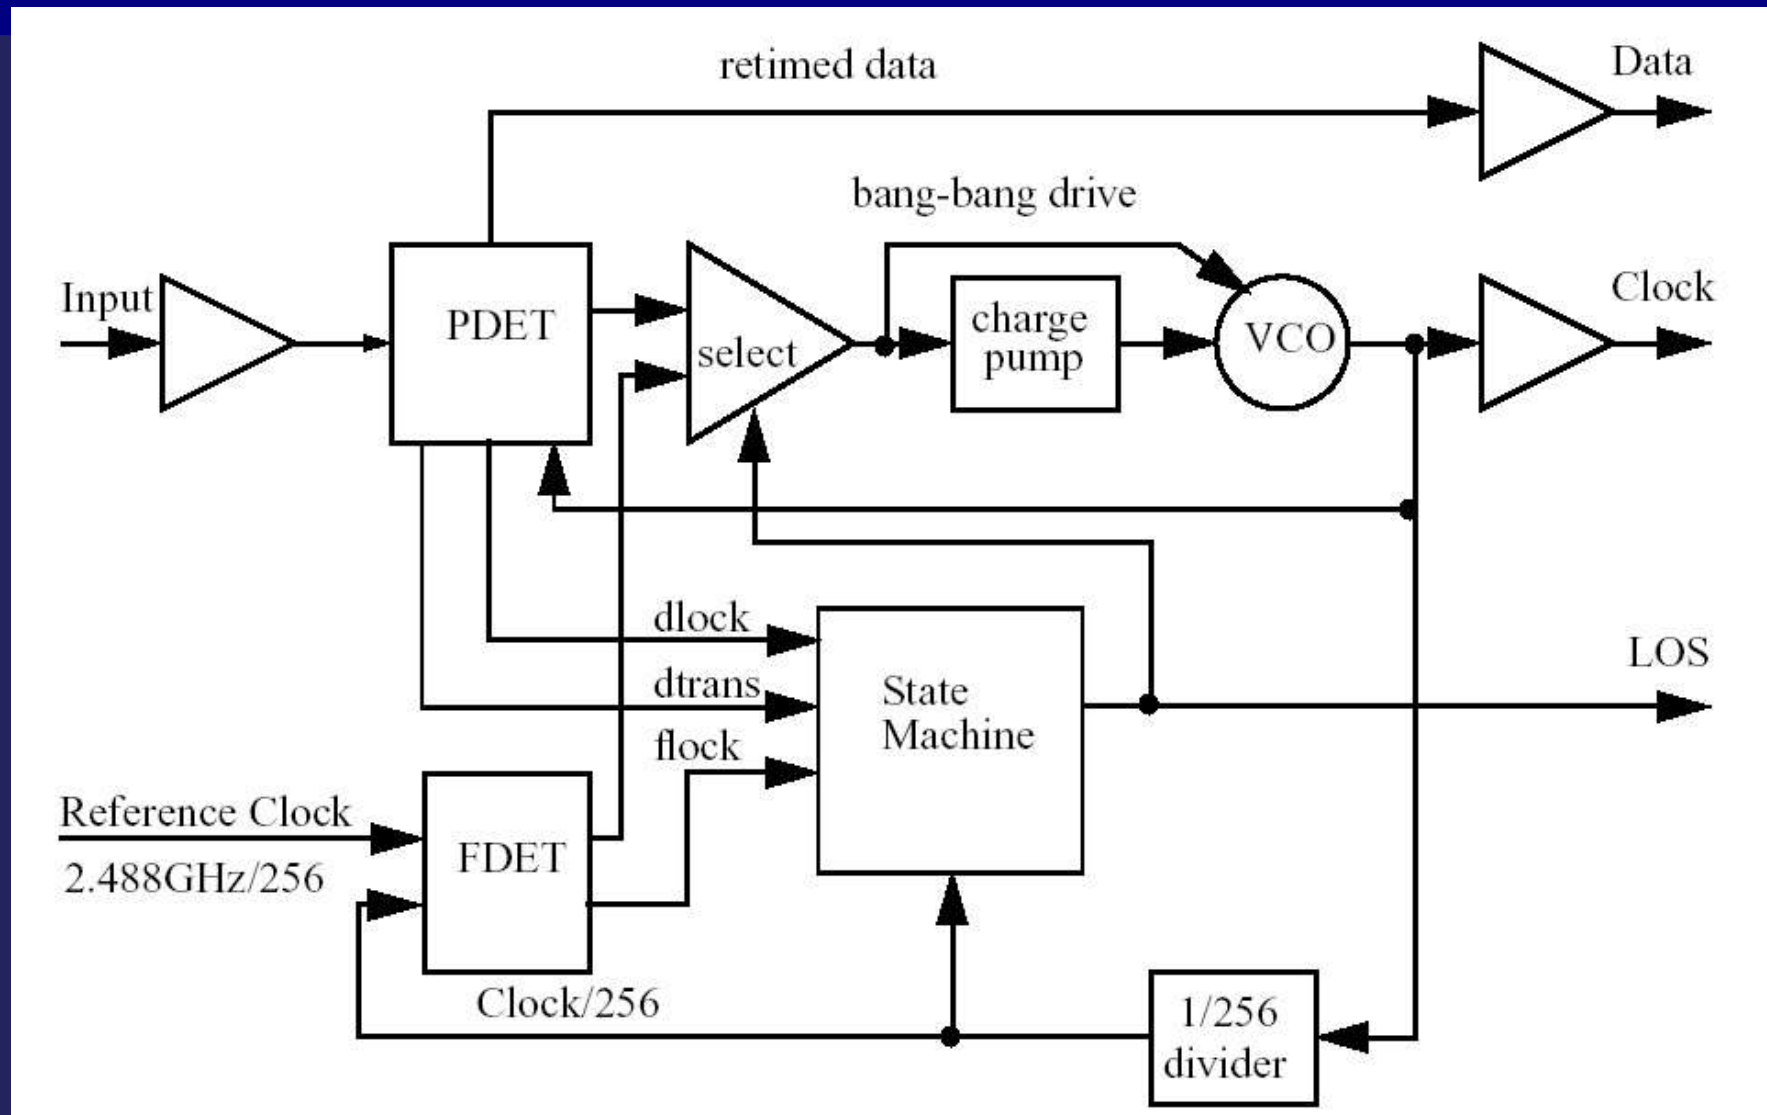 retimed data
Data
bang-bang drive
Input
PDET
select
charge
pump
VCO
Clock
dlock
dtrans
flock
State
Machine
LOS
Reference Clock
2.488GHz/256
FDET
Clock/256
1/256
divider